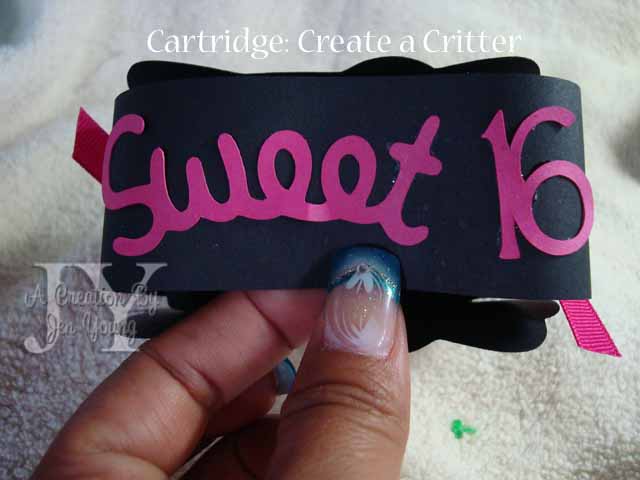 Cartridge: Create a Critter
Sweet 16
JY
A Creation By
Jen Young